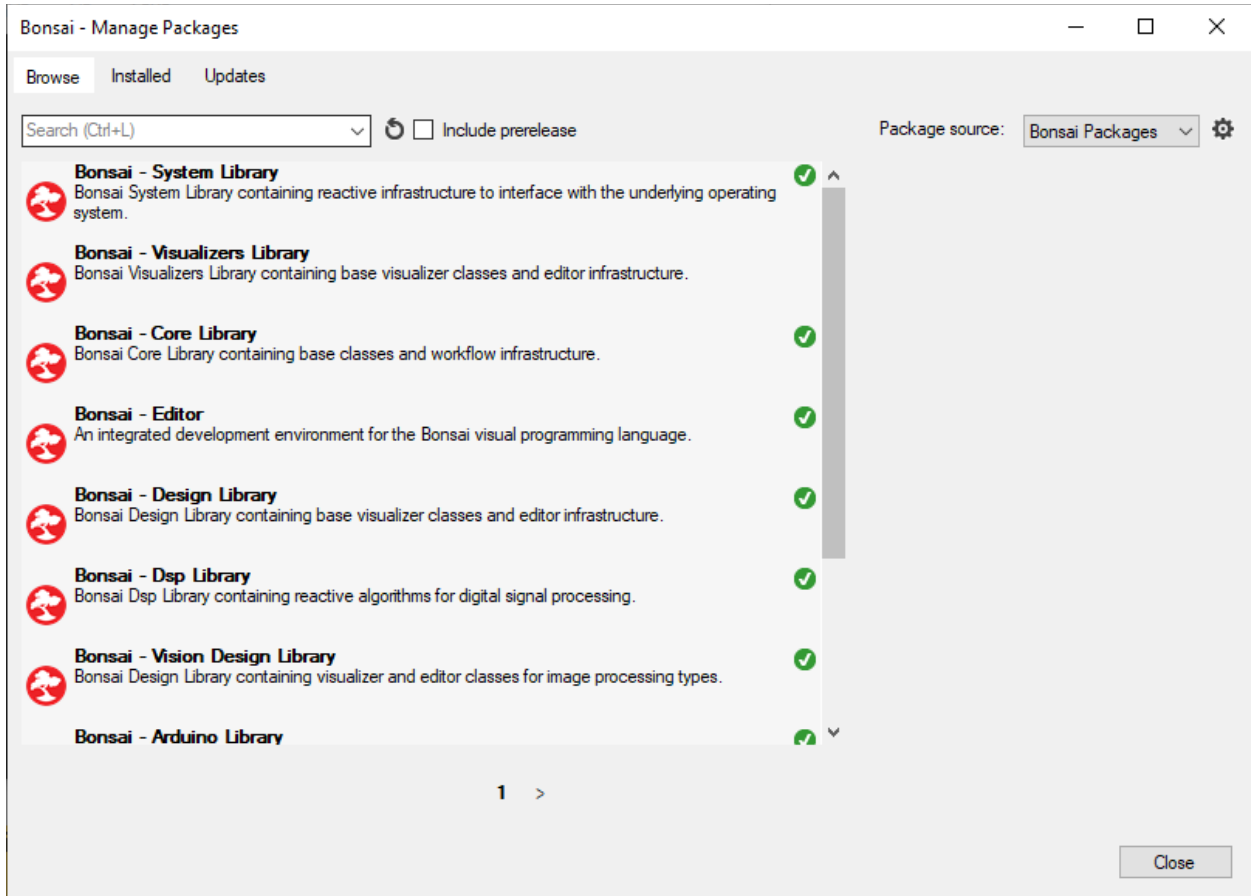 Bonsai - Manage Packages
Browse Installed Updates
Search (Ctrl+L) Include prerelease Package source: Bonsai Packages
Bonsai - System Library
Bonsai System Library containing reactive infrastructure to interface with the underlying operating
system.
Bonsai - Visualizers Library
Bonsai Visualizers Library containing base visualizer classes and editor infrastructure.
Bonsai - Core Library
Bonsai Core Library containing base classes and workflow infrastructure.
Bonsai - Editor
An integrated development environment for the Bonsai visual programming language.
Bonsai - Design Library
Bonsai Design Library containing base visualizer classes and editor infrastructure.
Bonsai - Dsp Library
Bonsai Dsp Library containing reactive algorithms for digital signal processing.
Bonsai - Vision Design Library
Bonsai Design Library containing visualizer and editor classes for image processing types.
Bonsai - Arduino Library
1 >
Close